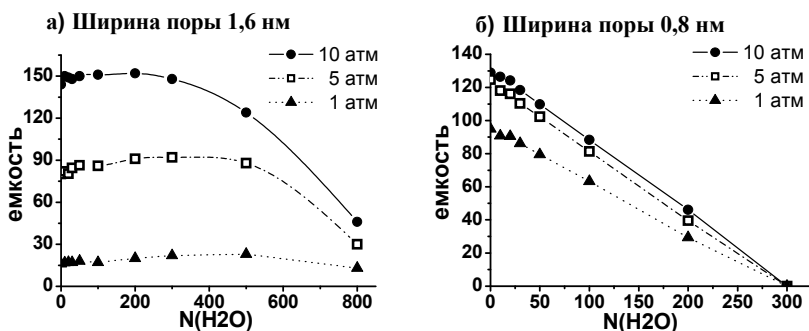 а) Ширина поры 1,6 нм
10 атм
5 атм
1 атм
емкость
150
120
90
60
30
0
0 200 400 600 800
N(H2O)
б) Ширина поры 0,8 нм
10 атм
5 атм
1 атм
емкость
140
120
100
80
60
40
20
0
0 50 100 150 200 250 300
N(H2O)